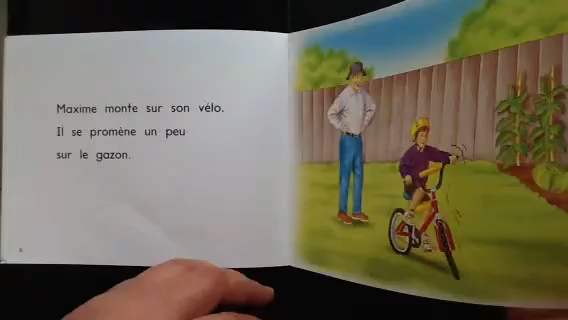 Maxime monte sur son vélo.
Il se promène un peu
sur le gazon.